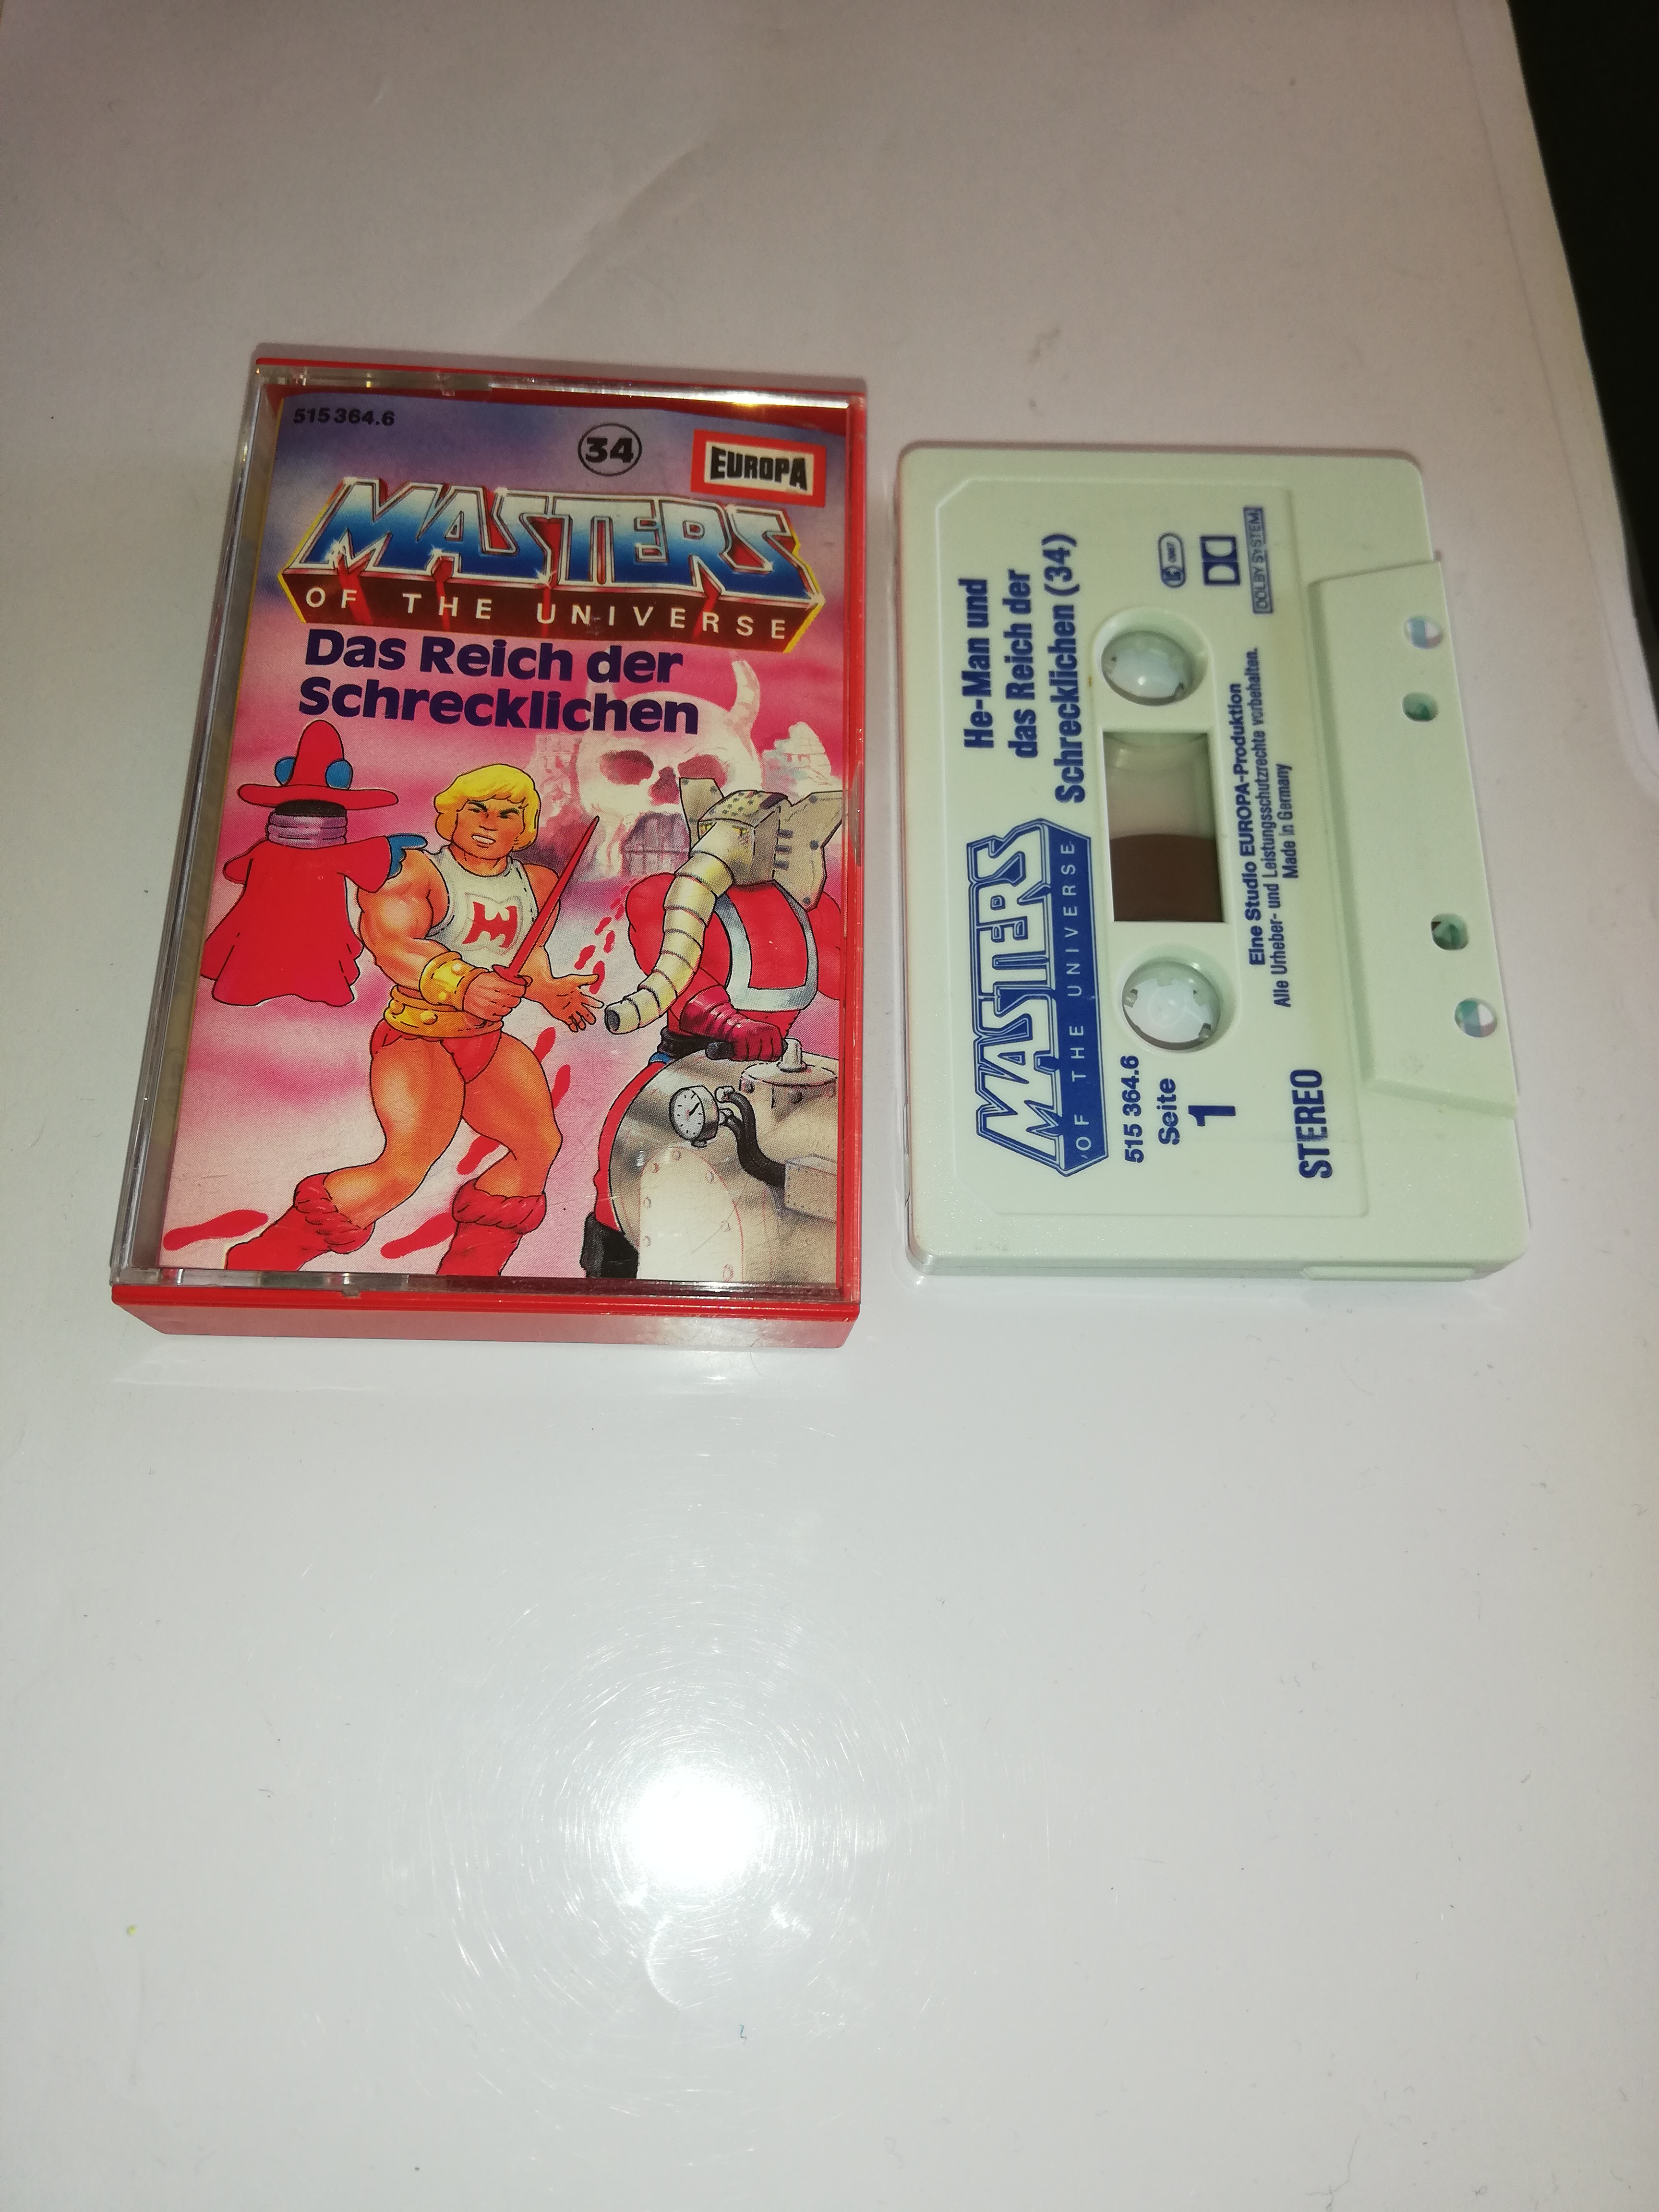 515 364.6
34
EUROPA
MASTERS
OF THE UNIVERSE
Das Reich der
Schrecklichen
M
MASTERS
OF THE UNIVERSE
He-Man und
das Reich der
Schrecklichen (34)
515 364.6
Seite
1
DOLBY SYSTEM
Eine Studio EUROPA-Produktion
Alle Urheber- und Leistungsschutzrechte vorbehalten.
Made in Germany
STEREO